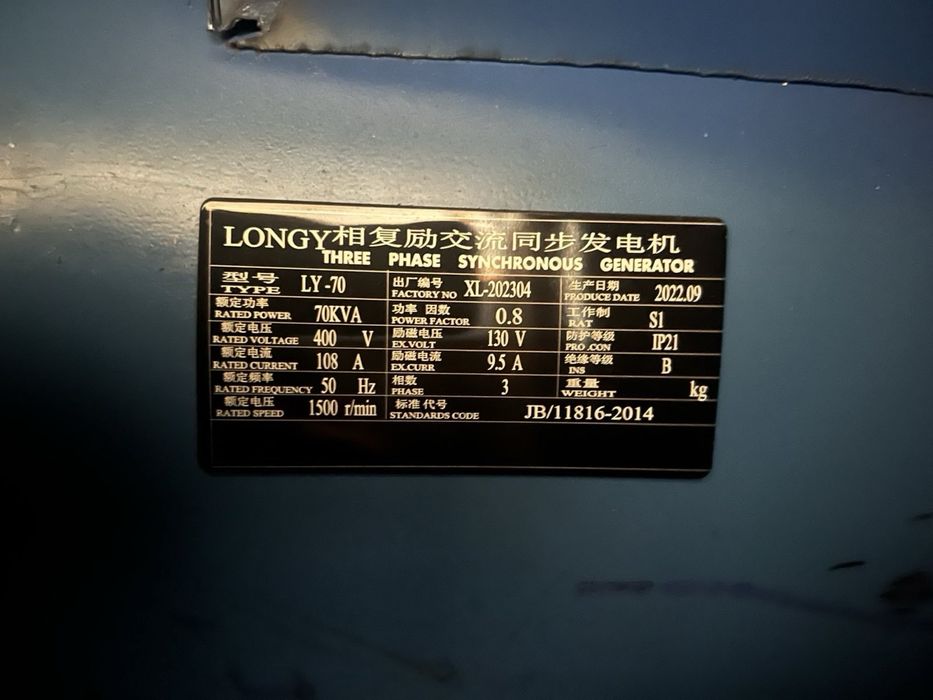 LONGY相复励交流同步发电机
THREE PHASE SYNCHRONOUS GENERATOR
型号 LY-70 出厂编号 XL-202304 生产日期 2022.09
TYPE FACTORY NO PRODUCE DATE
额定功率 70KVA 功率 因数 0.8 工作制 S1
RATED POWER POWER FACTOR RAT
额定电压 400 V 励磁电压 130 V 防护等级 IP21
RATED VOLTAGE EX.VOLT PRO .CON
额定电流 108 A 励磁电流 9.5 A 绝缘等级 B
RATED CURRENT EX.CURR INS
额定频率 50 Hz 相数 3 重量 kg
RATED FREQUENCY PHASE WEIGHT
额定电压 1500 r/min 标准 代号 JB/11816-2014
RATED SPEED STANDARDS CODE